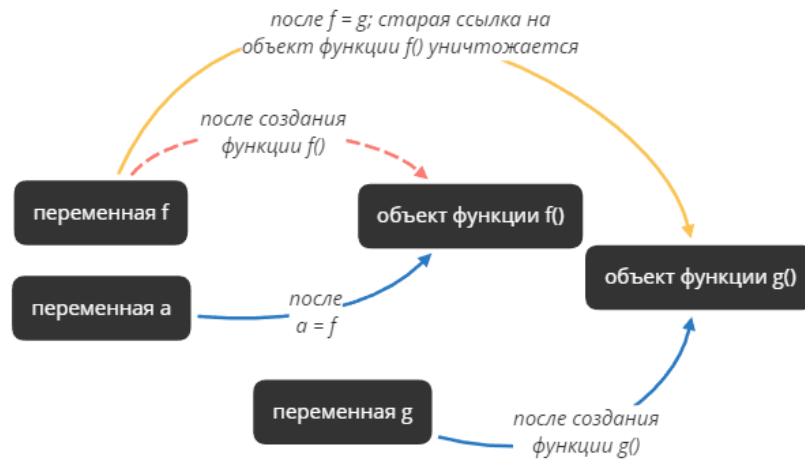 после f = g; старая ссылка на
объект функции f() уничтожается
после создания
функции f()
переменная f
объект функции f()
объект функции g()
переменная a
после
a = f
переменная g
после создания
функции g()